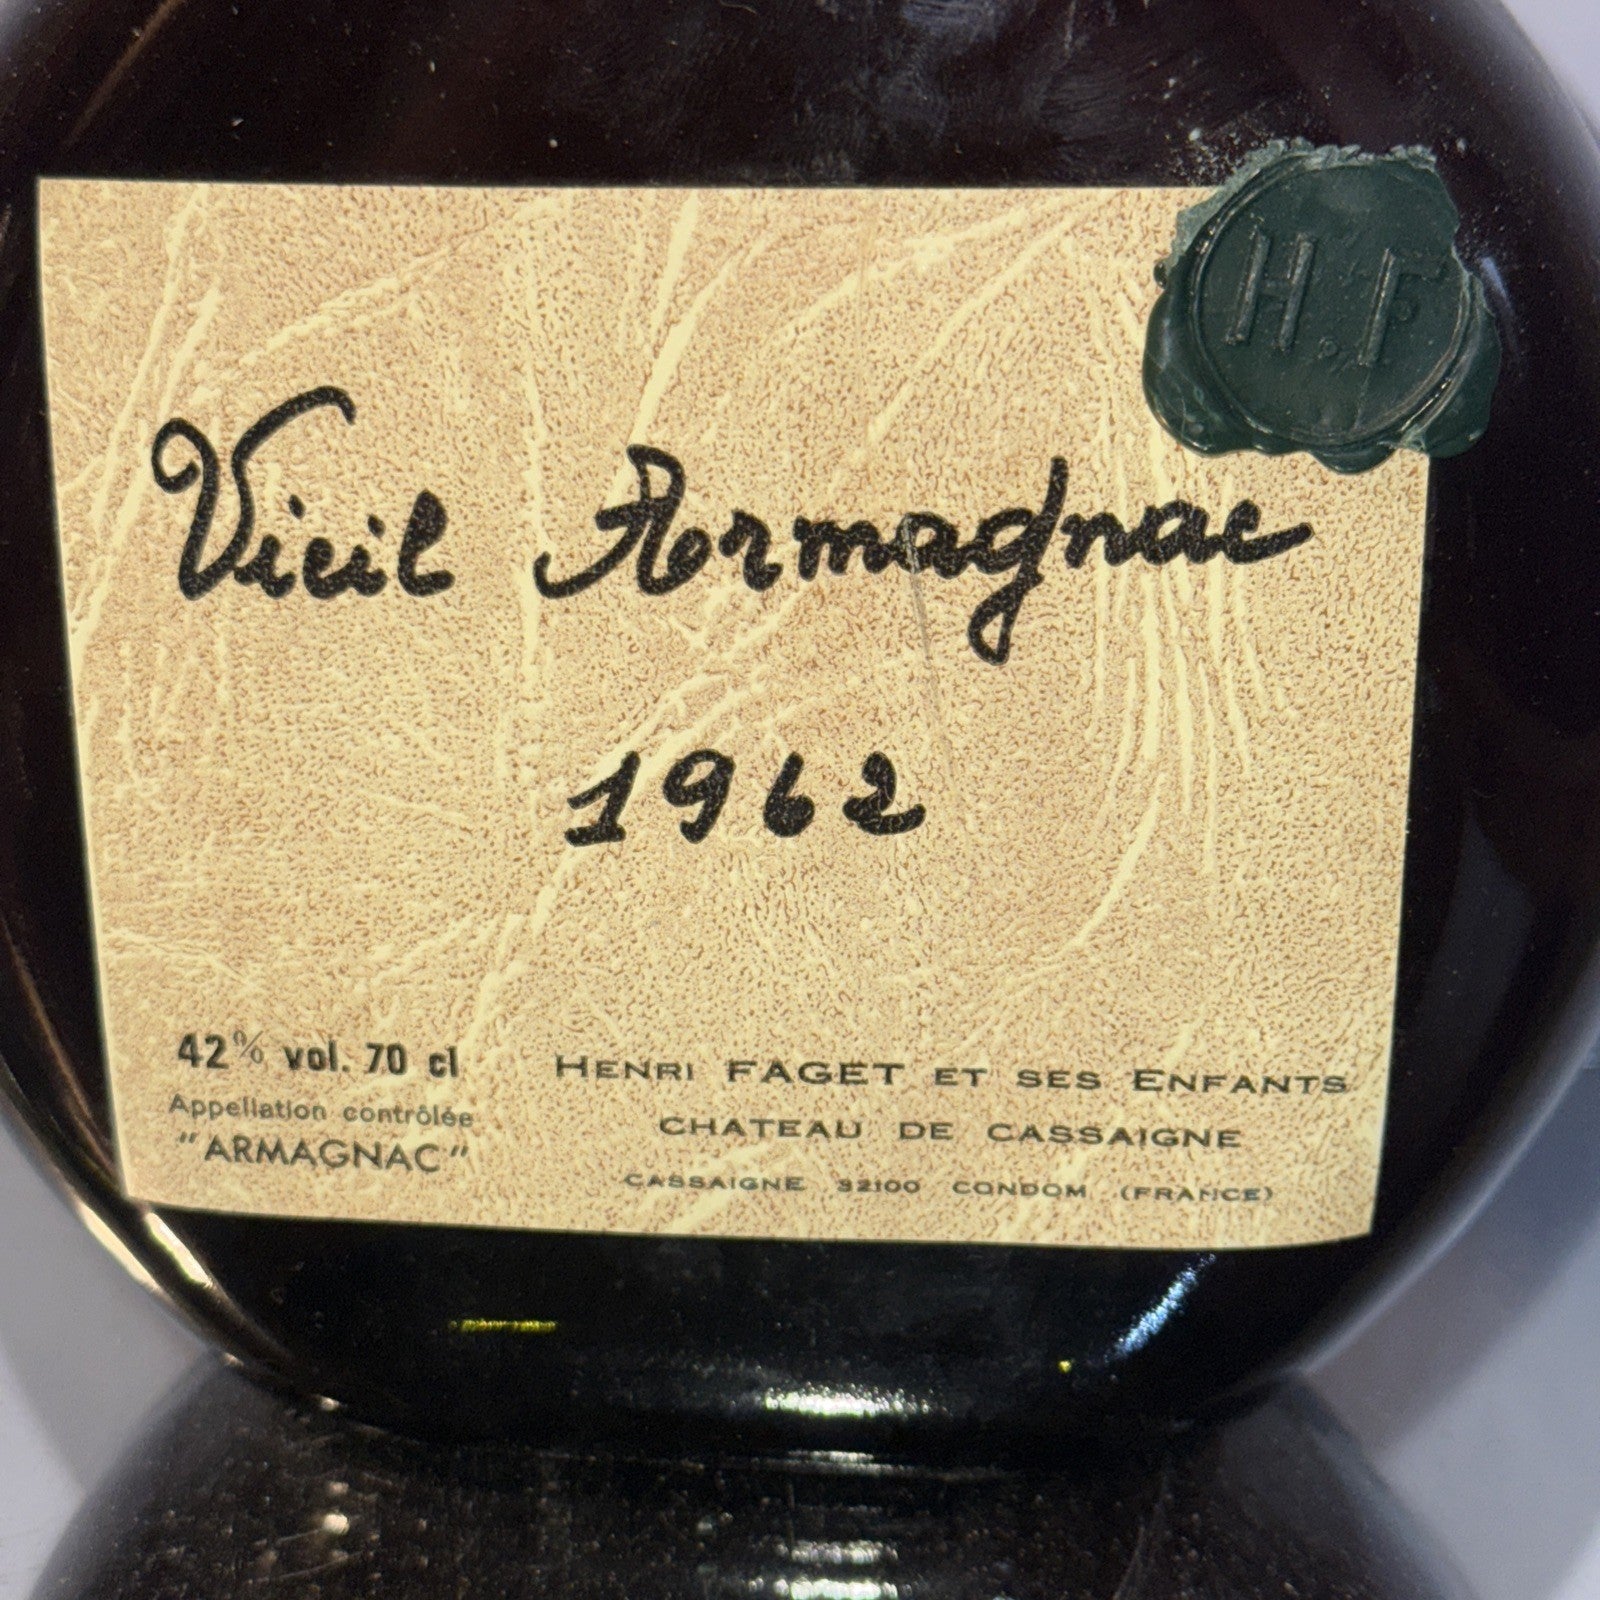 H.F
Vieil Armagnac
1962
42% vol. 70 cl
Appellation contrôlée
"ARMAGNAC"
HENRI FAGET ET SES ENFANTS
CHATEAU DE CASSAIGNE
CASSAIGNE 32100 CONDOM (FRANCE)